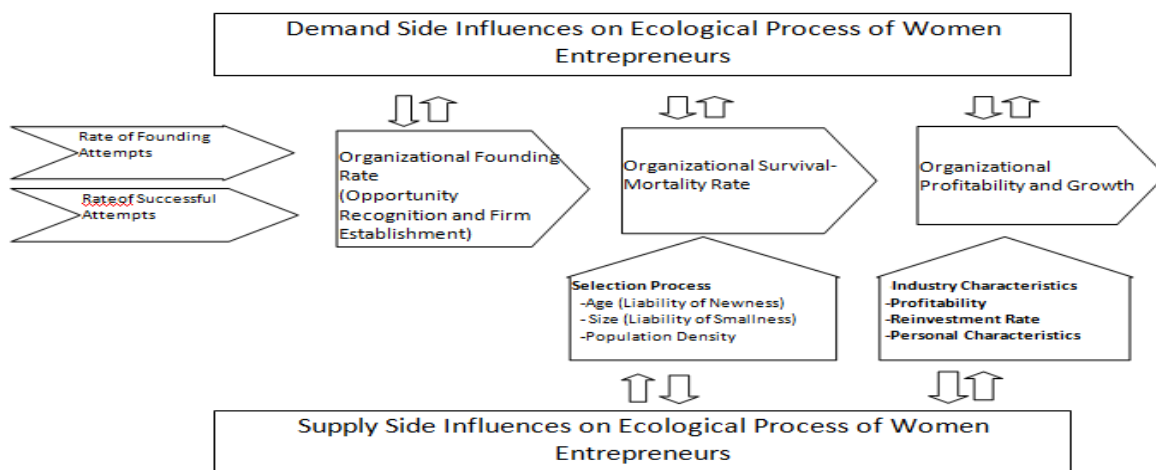 Demand Side Influences on Ecological Process of Women
Entrepreneurs
Rate of Founding
Attempts
Rateof Successful
Attempts
Organizational Founding
Rate
(Opportunity
Recognition and Firm
Establishment)
Organizational Survival-
Mortality Rate
Organizational
Profitability and Growth
Selection Process
-Age (Liability of Newness)
- Size (Liability of Smallness)
-Population Density
Industry Characteristics
-Profitability
-Reinvestment Rate
-Personal Characteristics
Supply Side Influences on Ecological Process of Women
Entrepreneurs